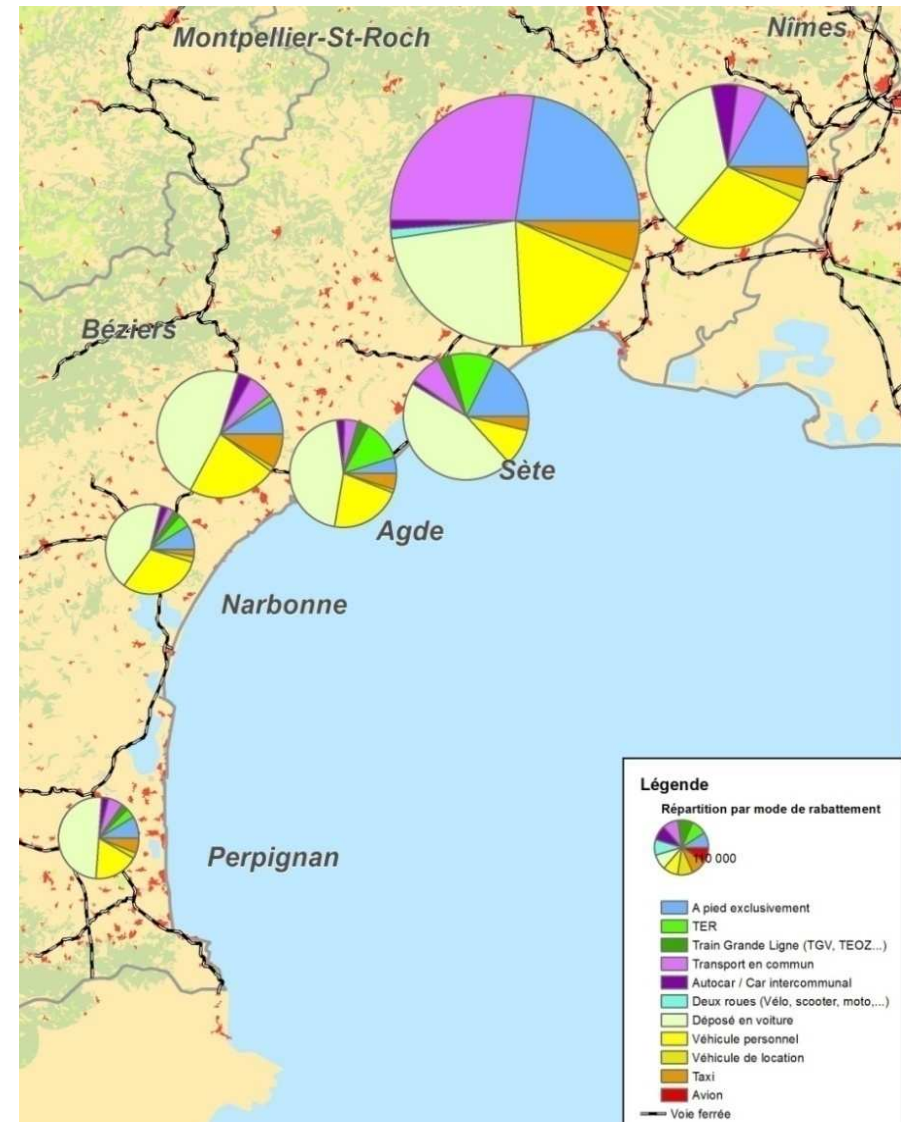 Montpellier-St-Roch
Nîmes
Béziers
Sète
Agde
Narbonne
Perpignan
Légende
Répartition par mode de rabattement
110 000
A pied exclusivement
TER
Train Grande Ligne (TGV, TEOZ...)
Transport en commun
Autocar / Car intercommunal
Deux roues (Vélo, scooter, moto,...)
Déposé en voiture
Véhicule personnel
Véhicule de location
Taxi
Avion
Voie ferrée